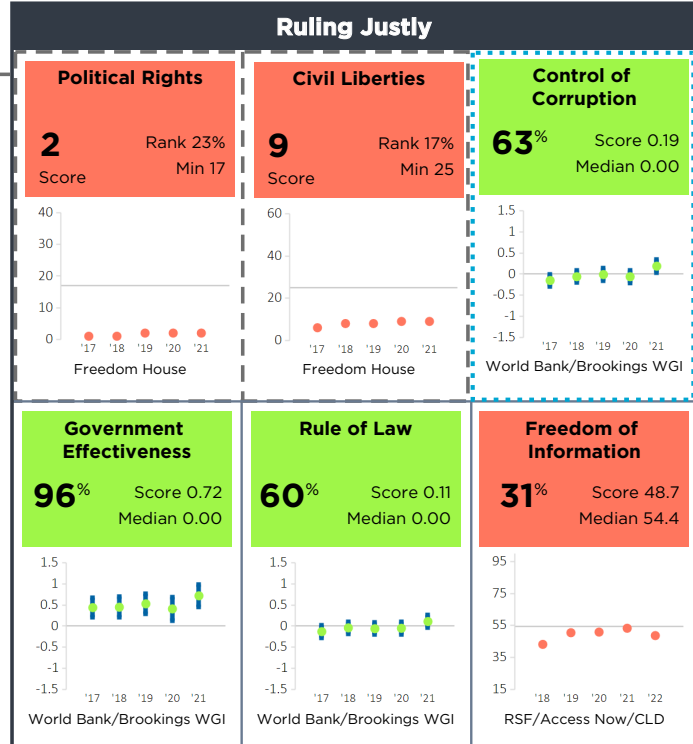 Ruling Justly
Political Rights
2
Score
Rank 23%
Min 17
40
30
20
10
0
'17 '18 '19 '20 '21
Freedom House
Civil Liberties
9
Score
Rank 17%
Min 25
60
40
20
0
'17 '18 '19 '20 '21
Freedom House
Control of
Corruption
63%
Score 0.19
Median 0.00
1.5
1
0.5
0
-0.5
-1
-1.5
'17 '18 '19 '20 '21
World Bank/Brookings WGI
Government
Effectiveness
96%
Score 0.72
Median 0.00
1.5
1
0.5
0
-0.5
-1
-1.5
'17 '18 '19 '20 '21
World Bank/Brookings WGI
Rule of Law
60%
Score 0.11
Median 0.00
1.5
1
0.5
0
-0.5
-1
-1.5
'17 '18 '19 '20 '21
World Bank/Brookings WGI
Freedom of
Information
31%
Score 48.7
Median 54.4
95
75
55
35
15
'18 '19 '20 '21 '22
RSF/Access Now/CLD